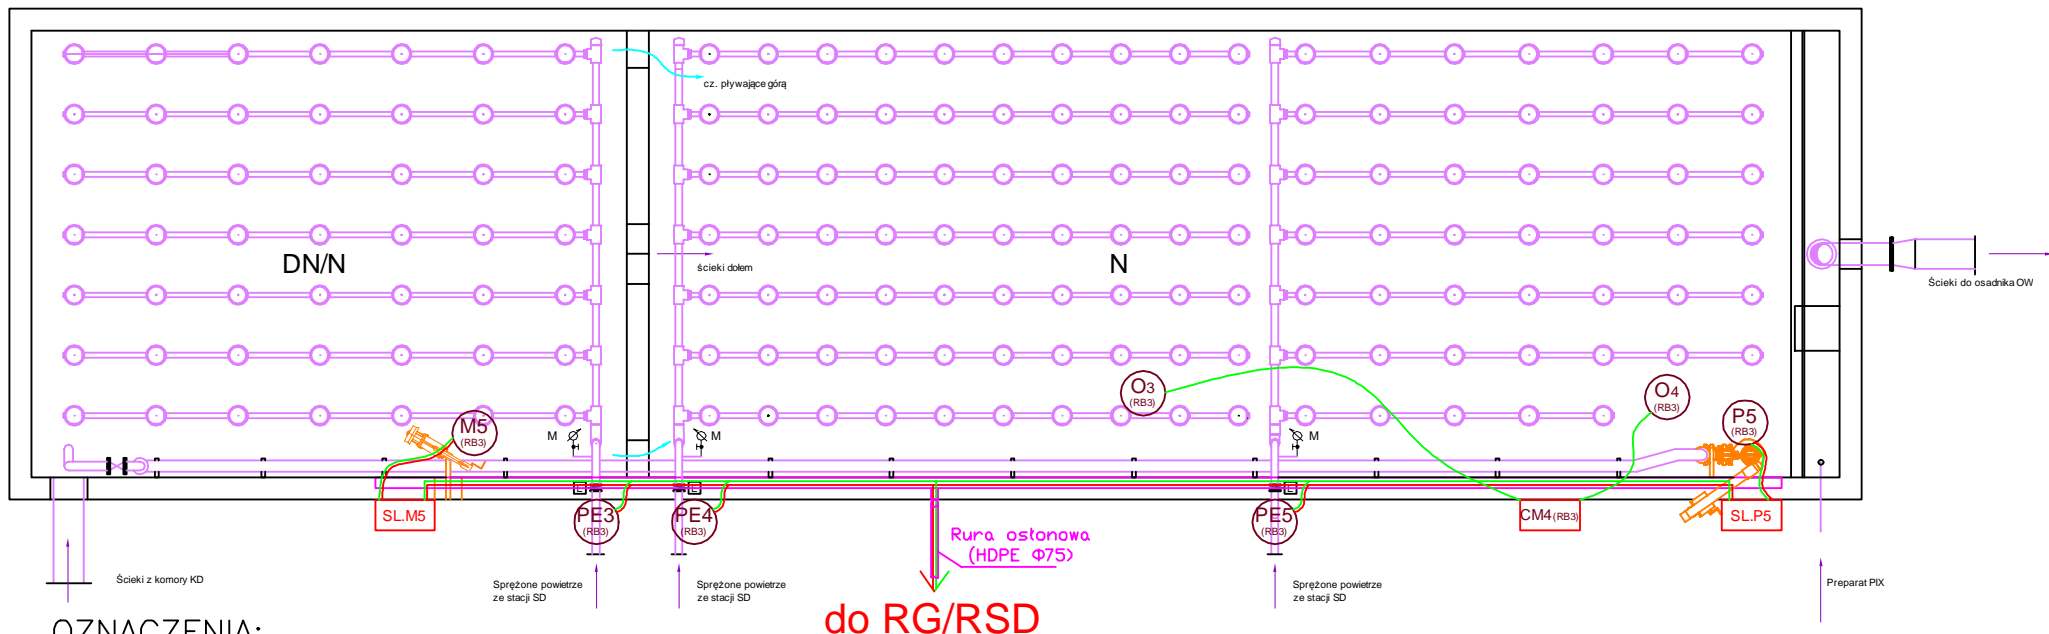 cz. pływające górą
DN/N
N
ścieki dołem
Ścieki do osadnika OW
O3
(RB3)
O4
(RB3)
M5
(RB3)
P5
(RB3)
M
M
M
L
L
L
SL.M5
PE3
(RB3)
PE4
(RB3)
PE5
(RB3)
CM4(RB3)
SL.P5
Rura osłonowa
(HDPE Φ75)
Ścieki z komory KD
Sprężone powietrze
ze stacji SD
Sprężone powietrze
ze stacji SD
Sprężone powietrze
ze stacji SD
Preparat PIX
do RG/RSD
OZNACZENIA: